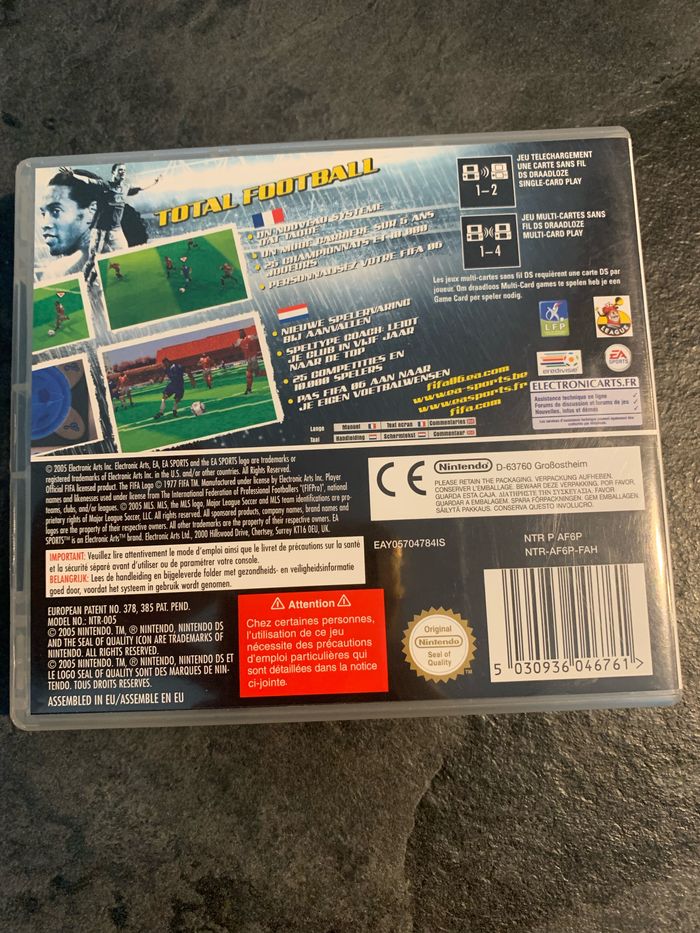 TOTAL FOOTBALL
• UN NOUVEAU SYSTÈME
D'ATTAQUE
• UN MODE CARRIÈRE SUR 5 ANS
• 25 CHAMPIONNATS ET 10.000
JOUEURS
• PERSONNALISEZ VOTRE FIFA 06
• NIEUWE SPELERVARING
BIJ AANVALLEN
• SPELTYPE COACH: LEIDT
JE CLUB IN VIJF JAAR
NAAR DE TOP
• 25 COMPETITIES EN
10.000 SPELERS
• PAS FIFA 06 AAN NAAR
JE EIGEN VOETBALWENSEN
1–2
JEU TELECHARGEMENT
UNE CARTE SANS FIL
DS DRAADLOZE
SINGLE-CARD PLAY
1–4
JEU MULTI-CARTES SANS
FIL DS DRAADLOZE
MULTI-CARD PLAY
Les jeux multi-cartes sans fil DS requièrent une carte DS par
joueur. Om draadloos Multi-Card games te spelen heb je een
Game Card per speler nodig.
LFP
LEAGUE
eredivisie
EA
SPORTS
fifa06.ea.com
www.ea-sports.be
www.easports.fr
fifa.com
ELECTRONICARTS.FR
Assistance technique en ligne
Forums de discussion et forums de jeu
Nouvelles, infos et démos
Langue Manuel Text ecran Commentaries
Taal Handleiding Schermtekst Commentaar
© 2005 Electronic Arts Inc. Electronic Arts, EA, EA SPORTS and the EA SPORTS logo are trademarks or
registered trademarks of Electronic Arts Inc. in the U.S. and/or other countries. All Rights Reserved.
Official FIFA licensed product. The FIFA Logo © 1977 FIFA TM. Manufactured under license by Electronic Arts Inc. Player
names and likenesses used under license from The International Federation of Professional Footballers' (FIFPro), national
teams, clubs, and/or leagues. © 2005 MLS. MLS, the MLS logo, Major League Soccer and MLS team identifications are pro-
prietary rights of Major League Soccer, LLC. All rights reserved. All sponsored products, company names, brand names and
logos are the property of their respective owners. All other trademarks are the property of their respective owners. EA
SPORTS™ is an Electronic Arts™ brand. Electronic Arts Ltd., 2000 Hillswood Drive, Chertsey, Surrey KT16 0EU, UK.
CE
Nintendo D-63760 Großostheim
PLEASE RETAIN THE PACKAGING. VERPACKUNG AUFHEBEN.
CONSERVER L'EMBALLAGE. BEWAAR DEZE VERPAKKING. POR FAVOR,
GUARDA ESTA CAJA. ΔΙΑΤΗΡΗΣΤΕ ΤΗΝ ΣΥΣΚΕΥΑΣΙΑ. FAVOR
GUARDAR A EMBALAGEM. SPARA FÖRPACKNINGEN. GEM EMBALLAGEN.
SÄILYTÄ PAKKAUS. CONSERVA QUESTO INVOLUCRO.
EAY05704784IS
NTR P AF6P
NTR-AF6P-FAH
IMPORTANT: Veuillez lire attentivement le mode d'emploi ainsi que le livret de précautions sur la santé
et la sécurité séparé avant d'utiliser ou de paramétrer votre console.
BELANGRIJK: Lees de handleiding en bijgeleverde folder met gezondheids- en veiligheidsinformatie
goed door, voordat het systeem in gebruik wordt genomen.
EUROPEAN PATENT NO. 378, 385 PAT. PEND.
MODEL NO.: NTR-005
© 2005 NINTENDO. TM, ® NINTENDO, NINTENDO DS
AND THE SEAL OF QUALITY ICON ARE TRADEMARKS OF
NINTENDO. ALL RIGHTS RESERVED.
© 2005 NINTENDO. TM, ® NINTENDO, NINTENDO DS ET
LE LOGO SEAL OF QUALITY SONT DES MARQUES DE NIN-
TENDO. TOUS DROITS RESERVES.
ASSEMBLED IN EU/ASSEMBLE EN EU
Attention
Chez certaines personnes,
l'utilisation de ce jeu
nécessite des précautions
d'emploi particulières qui
sont détaillées dans la notice
ci-jointe.
Original
Nintendo
Seal of
Quality
TM
5 030936 046761 >